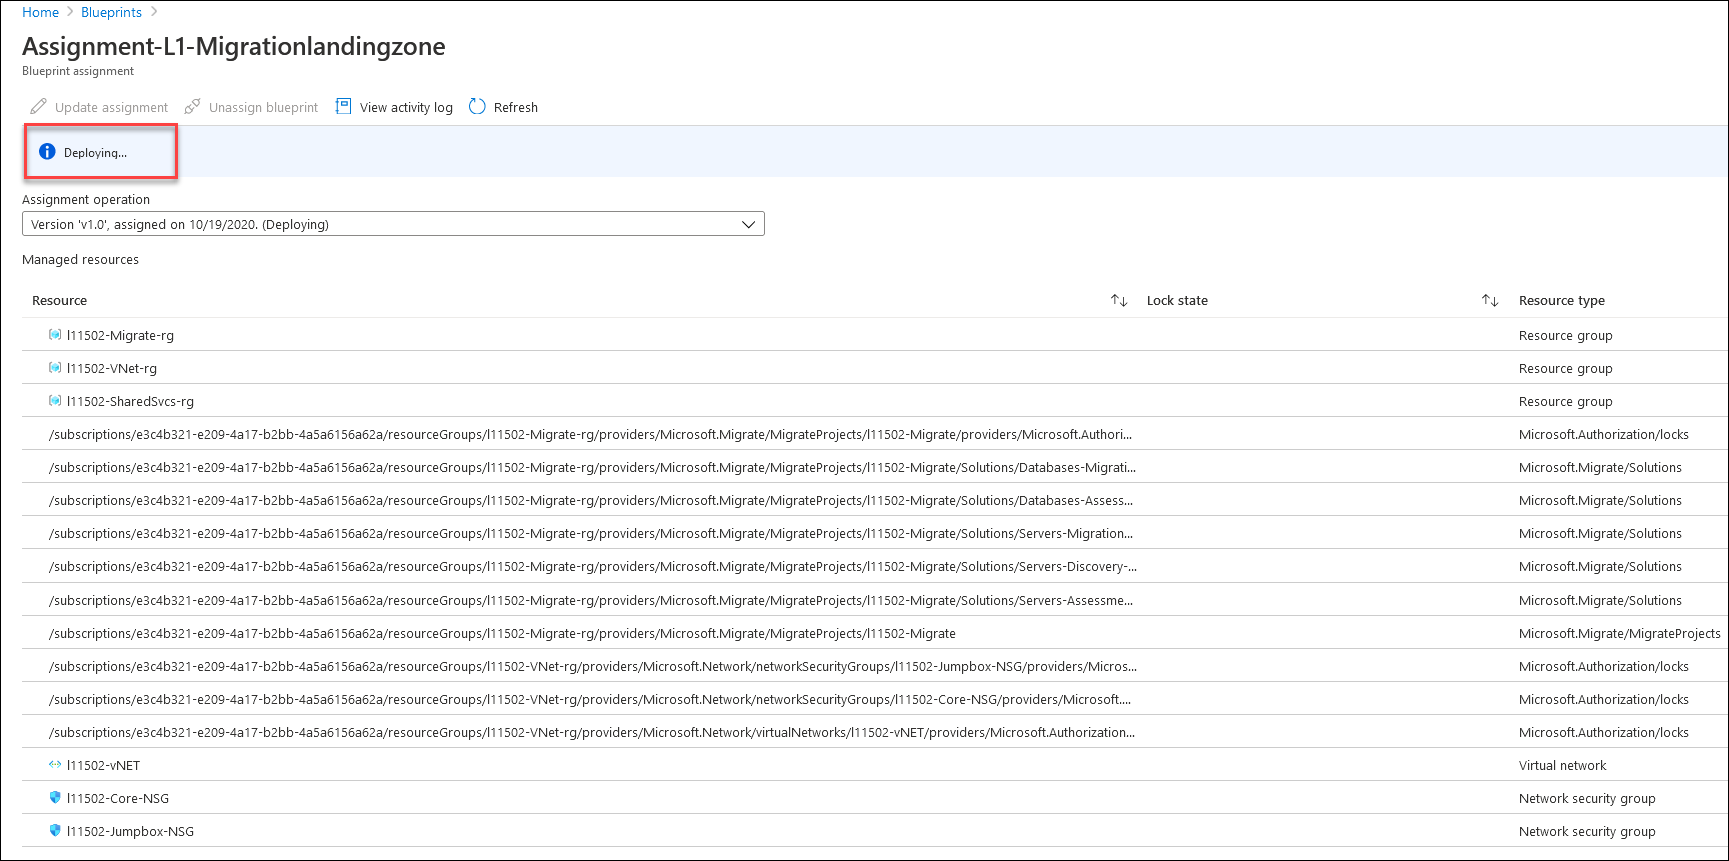 Home > Blueprints >
Assignment-L1-Migrationlandingzone
Blueprint assignment
Update assignment Unassign blueprint View activity log Refresh
Deploying...
Assignment operation
Version 'v1.0', assigned on 10/19/2020. (Deploying)
Managed resources
Resource Lock state Resource type
l11502-Migrate-rg Resource group
l11502-VNet-rg Resource group
l11502-SharedSvcs-rg Resource group
/subscriptions/e3c4b321-e209-4a17-b2bb-4a5a6156a62a/resourceGroups/l11502-Migrate-rg/providers/Microsoft.Migrate/MigrateProjects/l11502-Migrate/providers/Microsoft.Authori... Microsoft.Authorization/locks
/subscriptions/e3c4b321-e209-4a17-b2bb-4a5a6156a62a/resourceGroups/l11502-Migrate-rg/providers/Microsoft.Migrate/MigrateProjects/l11502-Migrate/Solutions/Databases-Migrati... Microsoft.Migrate/Solutions
/subscriptions/e3c4b321-e209-4a17-b2bb-4a5a6156a62a/resourceGroups/l11502-Migrate-rg/providers/Microsoft.Migrate/MigrateProjects/l11502-Migrate/Solutions/Databases-Assess... Microsoft.Migrate/Solutions
/subscriptions/e3c4b321-e209-4a17-b2bb-4a5a6156a62a/resourceGroups/l11502-Migrate-rg/providers/Microsoft.Migrate/MigrateProjects/l11502-Migrate/Solutions/Servers-Migration... Microsoft.Migrate/Solutions
/subscriptions/e3c4b321-e209-4a17-b2bb-4a5a6156a62a/resourceGroups/l11502-Migrate-rg/providers/Microsoft.Migrate/MigrateProjects/l11502-Migrate/Solutions/Servers-Discovery-... Microsoft.Migrate/Solutions
/subscriptions/e3c4b321-e209-4a17-b2bb-4a5a6156a62a/resourceGroups/l11502-Migrate-rg/providers/Microsoft.Migrate/MigrateProjects/l11502-Migrate/Solutions/Servers-Assessme... Microsoft.Migrate/Solutions
/subscriptions/e3c4b321-e209-4a17-b2bb-4a5a6156a62a/resourceGroups/l11502-Migrate-rg/providers/Microsoft.Migrate/MigrateProjects/l11502-Migrate Microsoft.Migrate/MigrateProjects
/subscriptions/e3c4b321-e209-4a17-b2bb-4a5a6156a62a/resourceGroups/l11502-VNet-rg/providers/Microsoft.Network/networkSecurityGroups/l11502-Jumpbox-NSG/providers/Micros... Microsoft.Authorization/locks
/subscriptions/e3c4b321-e209-4a17-b2bb-4a5a6156a62a/resourceGroups/l11502-VNet-rg/providers/Microsoft.Network/networkSecurityGroups/l11502-Core-NSG/providers/Microsoft.... Microsoft.Authorization/locks
/subscriptions/e3c4b321-e209-4a17-b2bb-4a5a6156a62a/resourceGroups/l11502-VNet-rg/providers/Microsoft.Network/virtualNetworks/l11502-vNET/providers/Microsoft.Authorization... Microsoft.Authorization/locks
l11502-vNET Virtual network
l11502-Core-NSG Network security group
l11502-Jumpbox-NSG Network security group